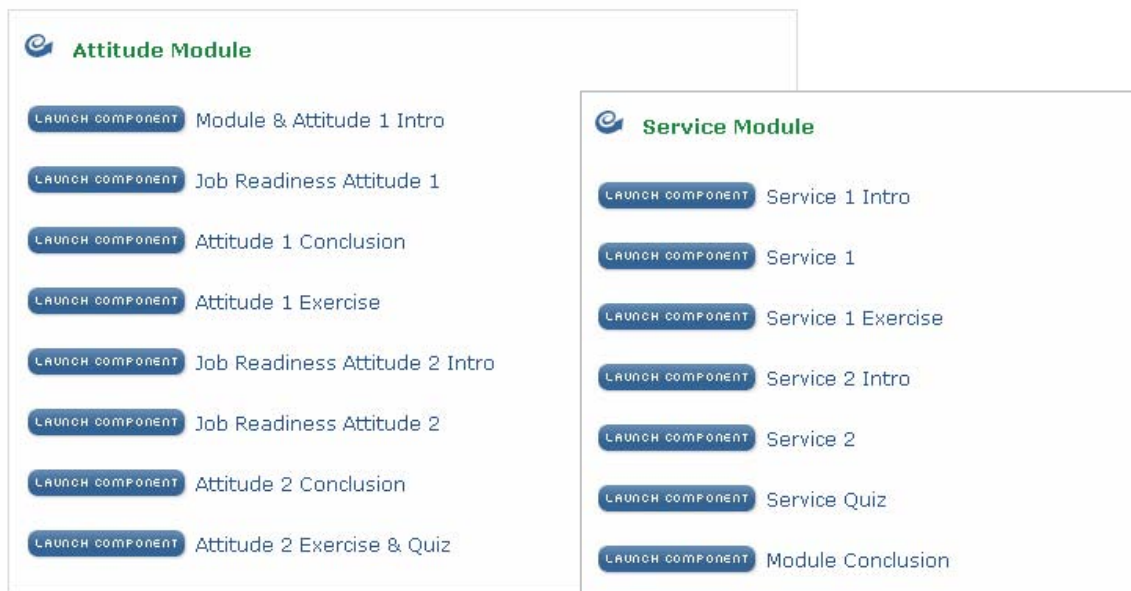 Attitude Module
LAUNCH COMPONENT Module & Attitude 1 Intro
LAUNCH COMPONENT Job Readiness Attitude 1
LAUNCH COMPONENT Attitude 1 Conclusion
LAUNCH COMPONENT Attitude 1 Exercise
LAUNCH COMPONENT Job Readiness Attitude 2 Intro
LAUNCH COMPONENT Job Readiness Attitude 2
LAUNCH COMPONENT Attitude 2 Conclusion
LAUNCH COMPONENT Attitude 2 Exercise & Quiz
Service Module
LAUNCH COMPONENT Service 1 Intro
LAUNCH COMPONENT Service 1
LAUNCH COMPONENT Service 1 Exercise
LAUNCH COMPONENT Service 2 Intro
LAUNCH COMPONENT Service 2
LAUNCH COMPONENT Service Quiz
LAUNCH COMPONENT Module Conclusion